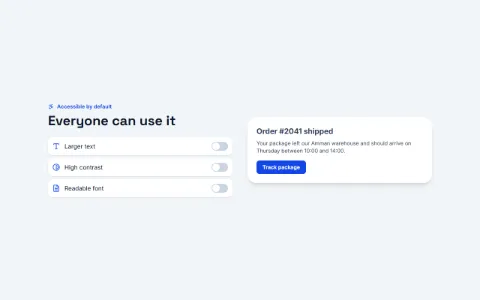 Accessible by default
Everyone can use it
Larger text
High contrast
Readable font
Order #2041 shipped
Your package left our Amman warehouse and should arrive on
Thursday between 10:00 and 14:00.
Track package